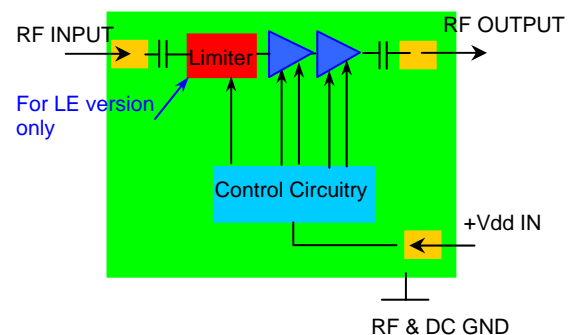 RF INPUT
RF OUTPUT
Limiter
For LE version
only
Control Circuitry
+Vdd IN
RF & DC GND